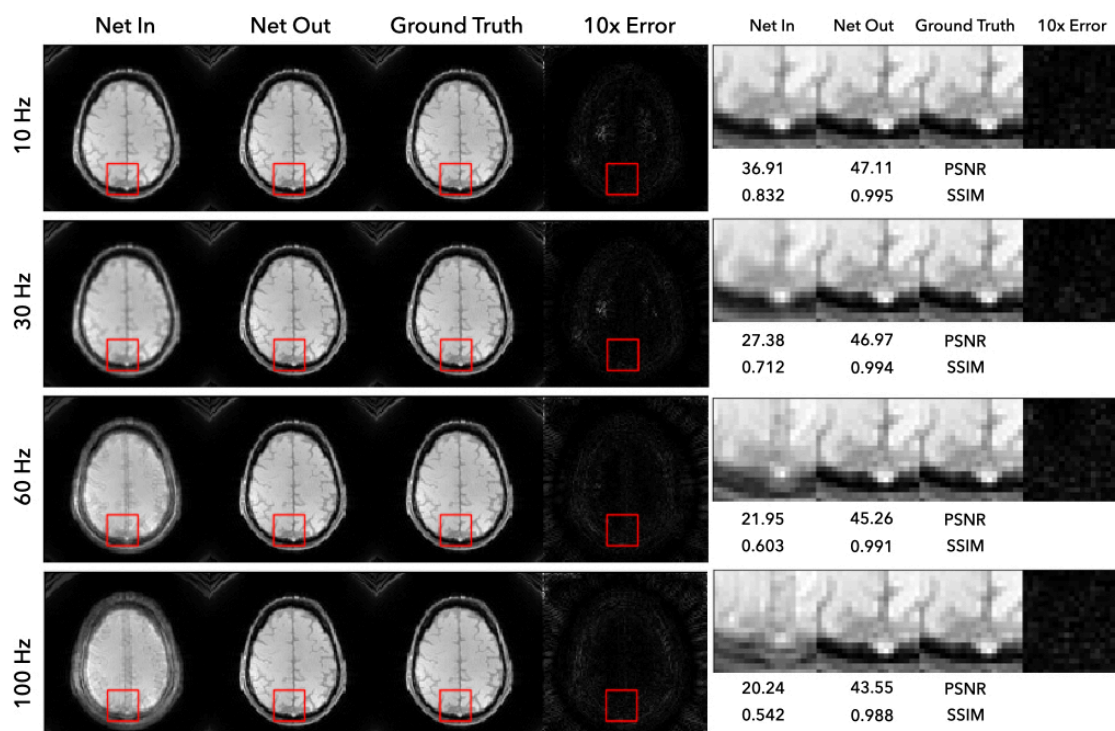 Net In Net Out Ground Truth 10x Error Net In Net Out Ground Truth 10x Error
10 Hz
36.91 47.11 PSNR
0.832 0.995 SSIM
30 Hz
27.38 46.97 PSNR
0.712 0.994 SSIM
60 Hz
21.95 45.26 PSNR
0.603 0.991 SSIM
100 Hz
20.24 43.55 PSNR
0.542 0.988 SSIM